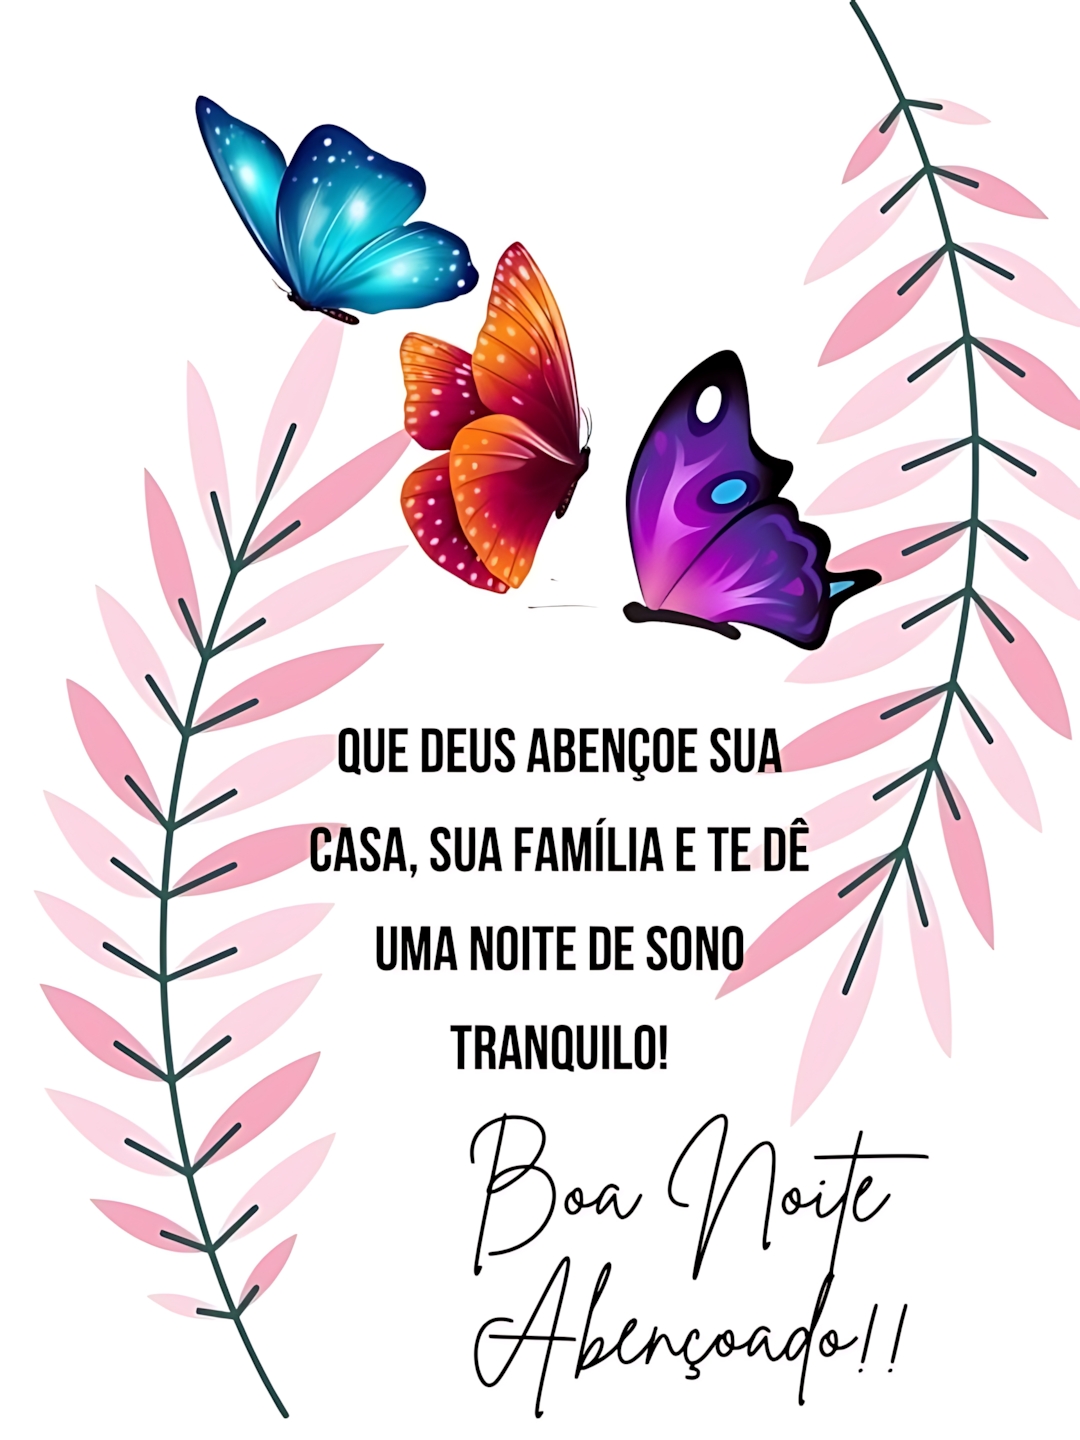 QUE DEUS ABENÇOE SUA
CASA, SUA FAMÍLIA E TE DÊ
UMA NOITE DE SONO
TRANQUILO!
Boa Noite
Abençoado!!